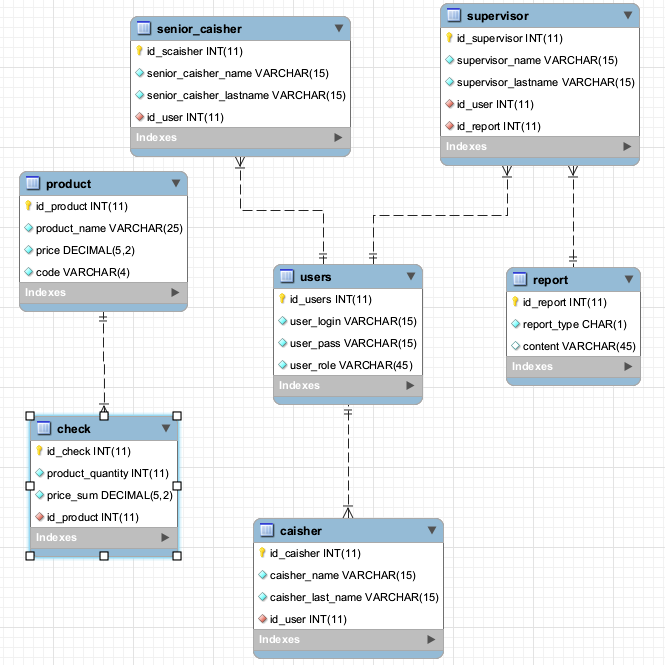 senior_caisher
id_scaisher INT(11)
senior_caisher_name VARCHAR(15)
senior_caisher_lastname VARCHAR(15)
id_user INT(11)
Indexes
supervisor
id_supervisor INT(11)
supervisor_name VARCHAR(15)
supervisor_lastname VARCHAR(15)
id_user INT(11)
id_report INT(11)
Indexes
product
id_product INT(11)
product_name VARCHAR(25)
price DECIMAL(5,2)
code VARCHAR(4)
Indexes
users
id_users INT(11)
user_login VARCHAR(15)
user_pass VARCHAR(15)
user_role VARCHAR(45)
Indexes
report
id_report INT(11)
report_type CHAR(1)
content VARCHAR(45)
Indexes
check
id_check INT(11)
product_quantity INT(11)
price_sum DECIMAL(5,2)
id_product INT(11)
Indexes
caisher
id_caisher INT(11)
caisher_name VARCHAR(15)
caisher_last_name VARCHAR(15)
id_user INT(11)
Indexes